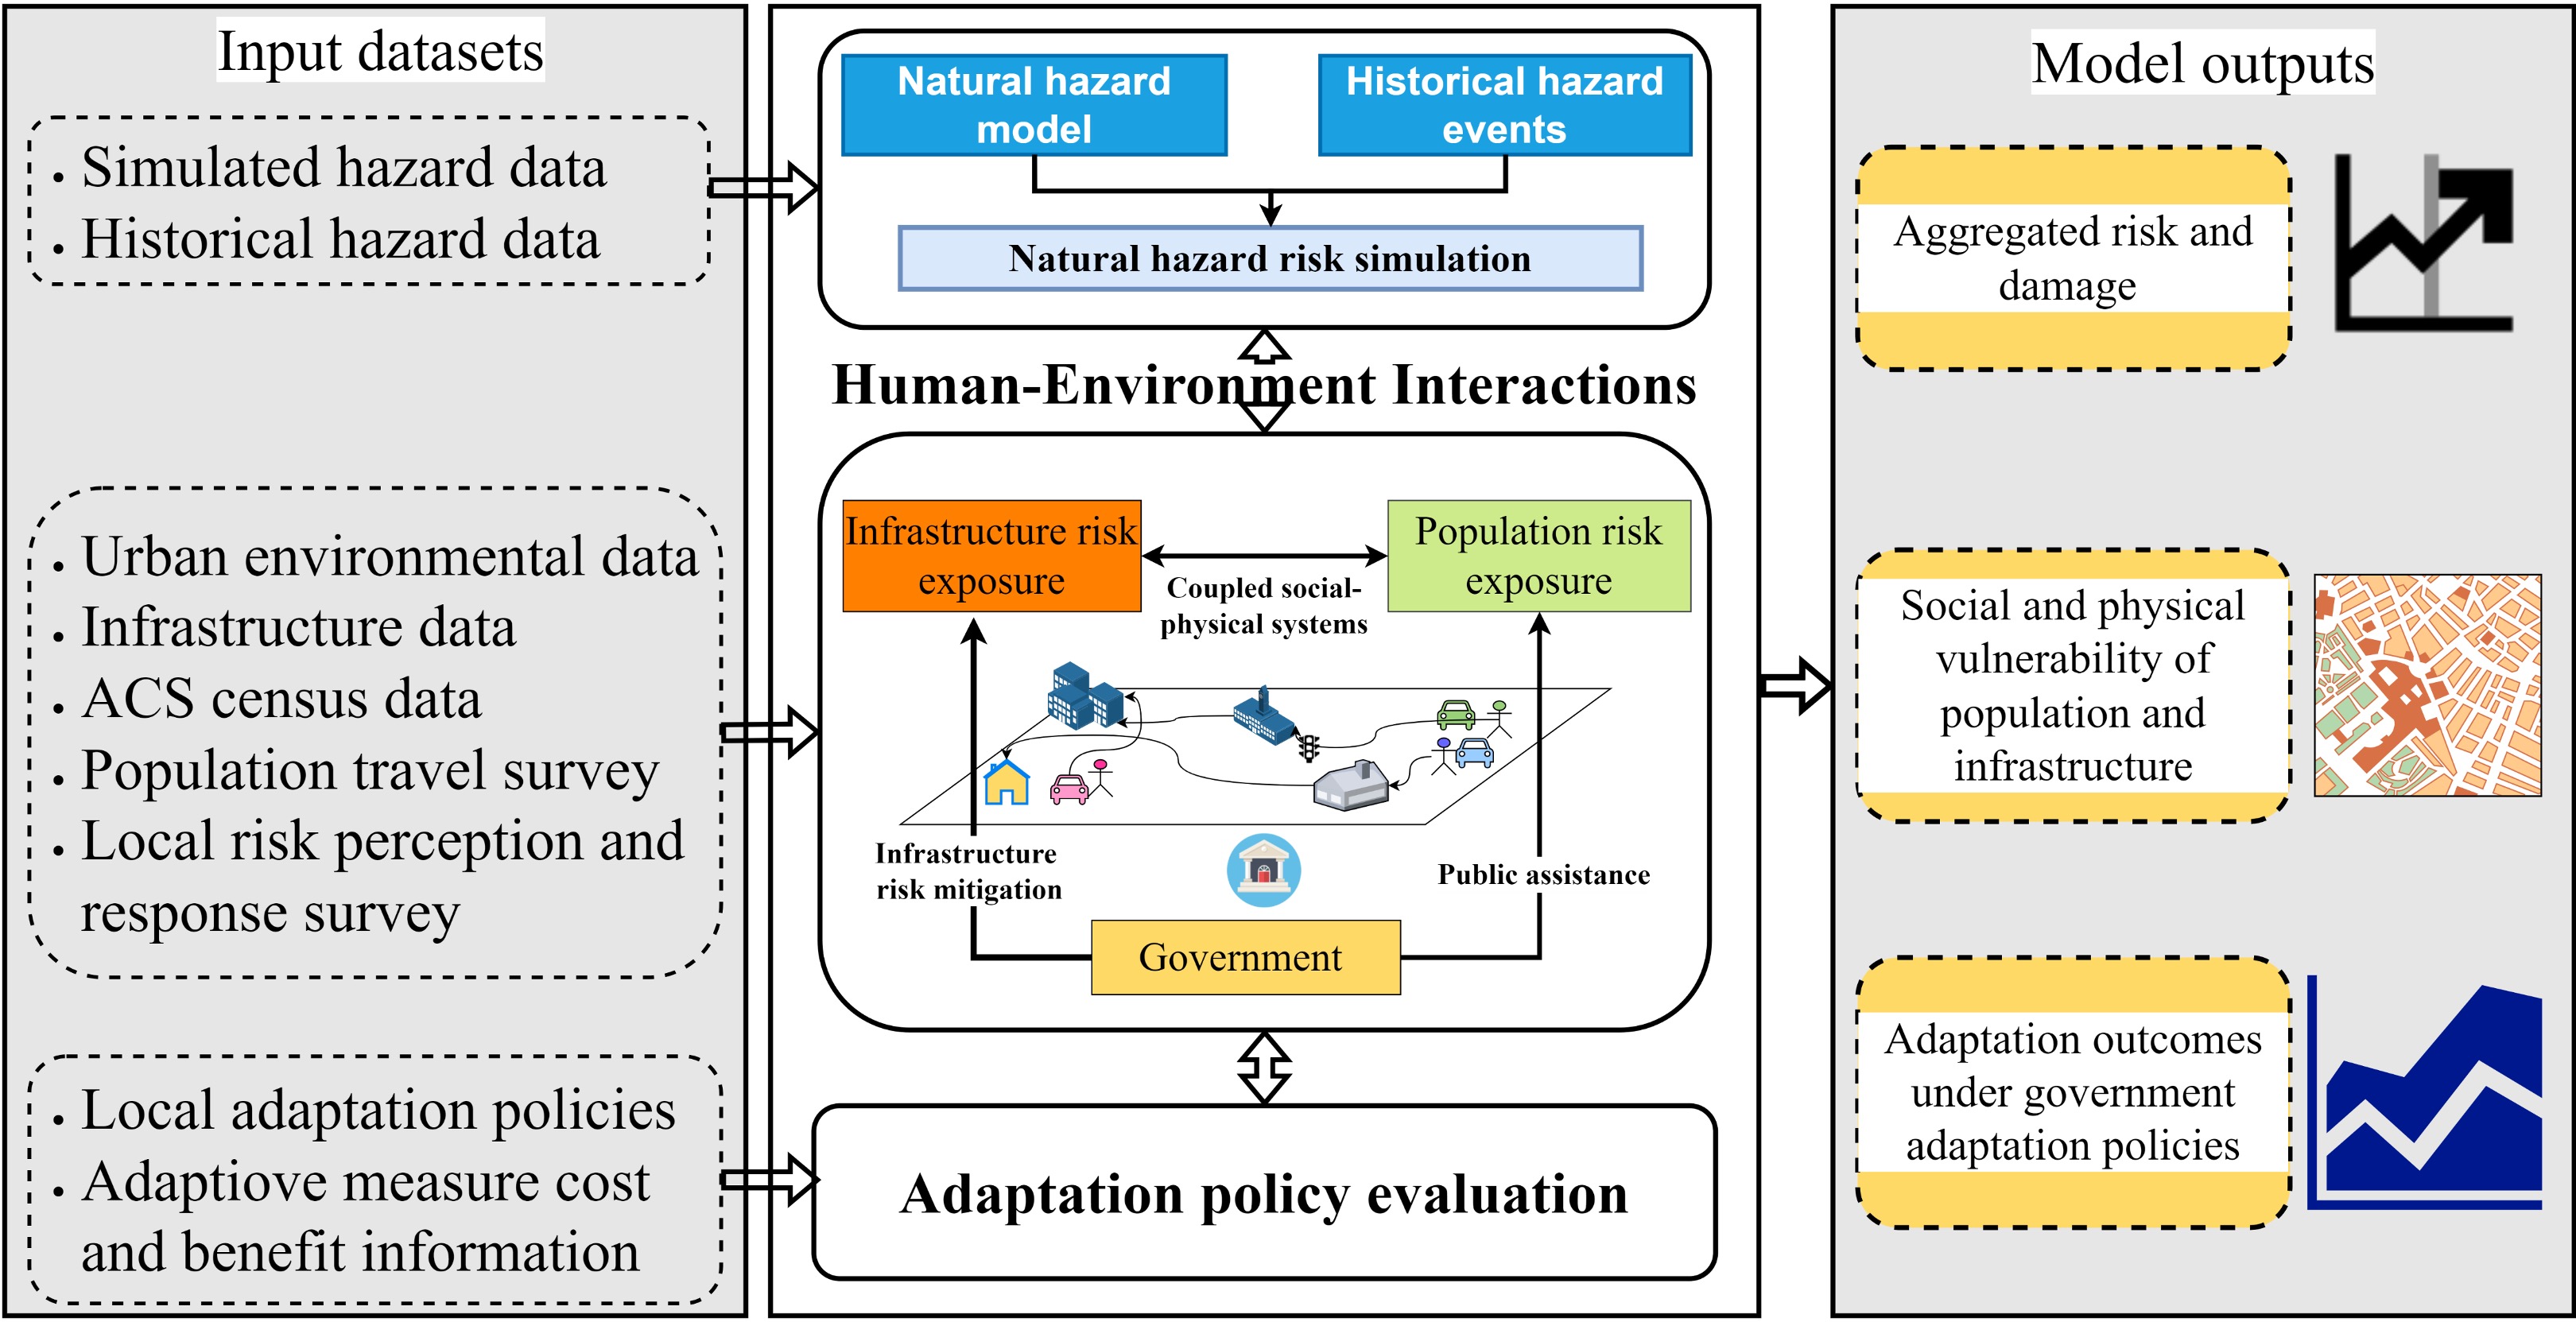 Input datasets
• Simulated hazard data
• Historical hazard data
• Urban environmental data
• Infrastructure data
• ACS census data
• Population travel survey
• Local risk perception and
response survey
• Local adaptation policies
• Adaptiove measure cost
and benefit information
Natural hazard
model
Historical hazard
events
Natural hazard risk simulation
Human-Environment Interactions
Infrastructure risk
exposure
Population risk
exposure
Coupled social-
physical systems
Infrastructure
risk mitigation
Public assistance
Government
Adaptation policy evaluation
Model outputs
Aggregated risk and
damage
Social and physical
vulnerability of
population and
infrastructure
Adaptation outcomes
under government
adaptation policies